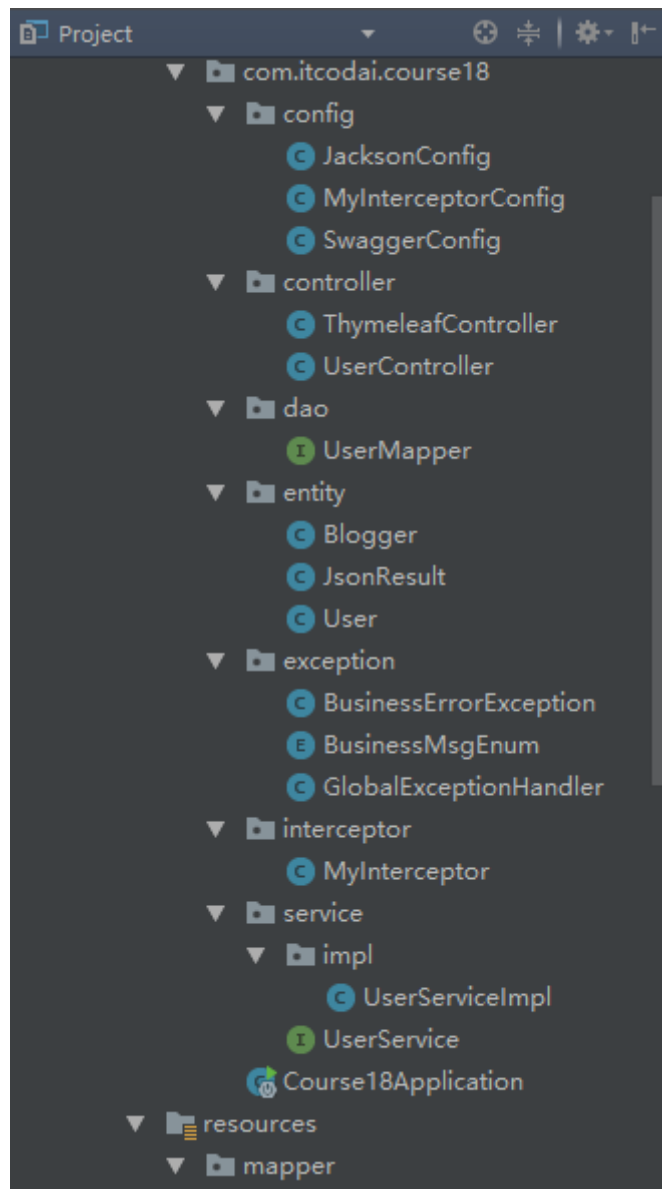 Project
com.itcodai.course18
config
JacksonConfig
MyInterceptorConfig
SwaggerConfig
controller
ThymeleafController
UserController
dao
UserMapper
entity
Blogger
JsonResult
User
exception
BusinessErrorException
BusinessMsgEnum
GlobalExceptionHandler
interceptor
MyInterceptor
service
impl
UserServiceImpl
UserService
Course18Application
resources
mapper